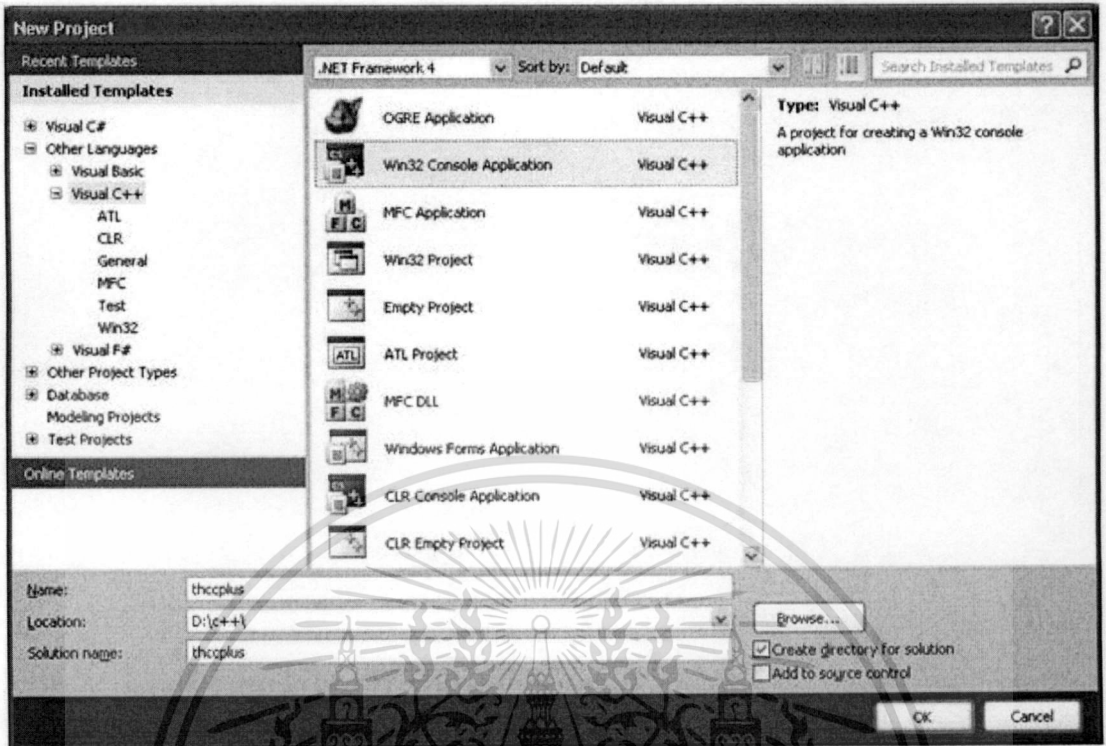 New Project
Recent Templates
Installed Templates
Visual C#
Other Languages
Visual Basic
Visual C++
ATL
CLR
General
MFC
Test
Win32
Visual F#
Other Project Types
Database
Modeling Projects
Test Projects
Online Templates
.NET Framework 4 Sort by: Default Search Installed Templates
OGRE Application Visual C++
Win32 Console Application Visual C++
MFC Application Visual C++
Win32 Project Visual C++
Empty Project Visual C++
ATL Project Visual C++
MFC DLL Visual C++
Windows Forms Application Visual C++
CLR Console Application Visual C++
CLR Empty Project Visual C++
Type: Visual C++
A project for creating a Win32 console
application
Name: thccplus
Location: D:\c++\
Solution name: thccplus
Browse...
Create directory for solution
Add to source control
OK Cancel